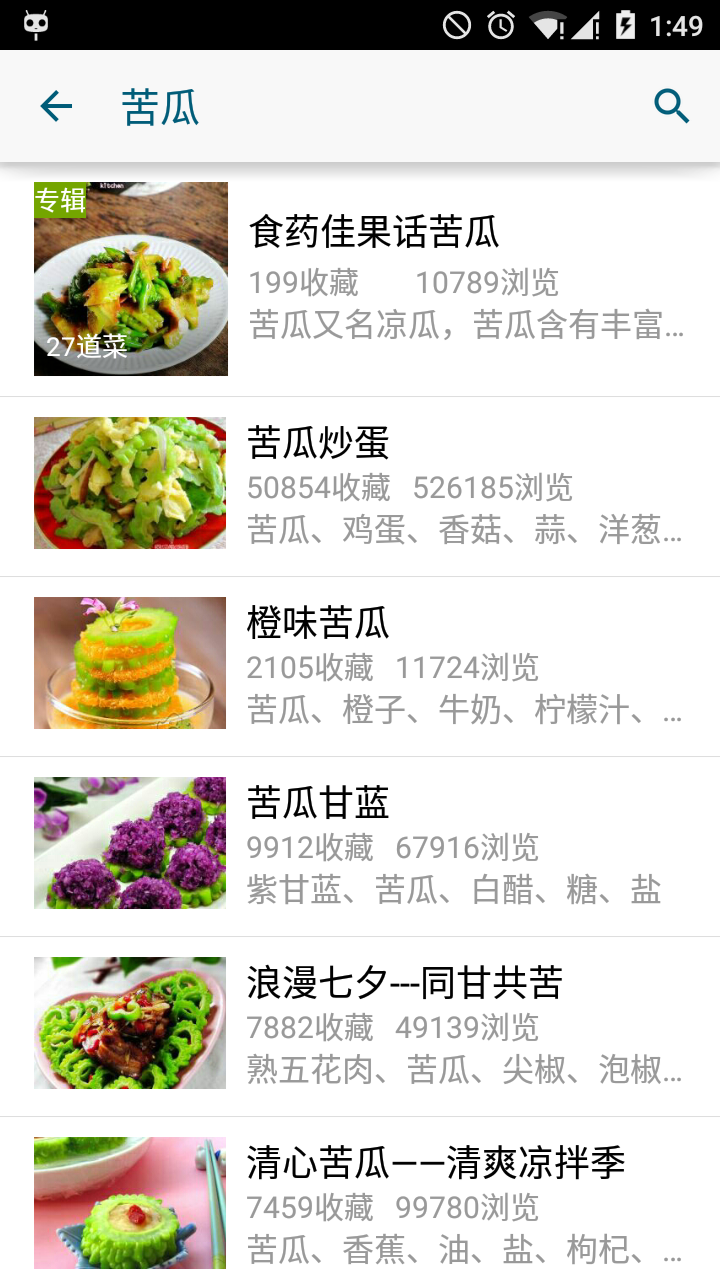 1:49
苦瓜
专辑
kitchen
27道菜
食药佳果话苦瓜
199收藏 10789浏览
苦瓜又名凉瓜，苦瓜含有丰富...
苦瓜炒蛋
50854收藏 526185浏览
苦瓜、鸡蛋、香菇、蒜、洋葱...
橙味苦瓜
2105收藏 11724浏览
苦瓜、橙子、牛奶、柠檬汁、...
苦瓜甘蓝
9912收藏 67916浏览
紫甘蓝、苦瓜、白醋、糖、盐
浪漫七夕---同甘共苦
7882收藏 49139浏览
熟五花肉、苦瓜、尖椒、泡椒...
清心苦瓜——清爽凉拌季
7459收藏 99780浏览
苦瓜、香蕉、油、盐、枸杞、...